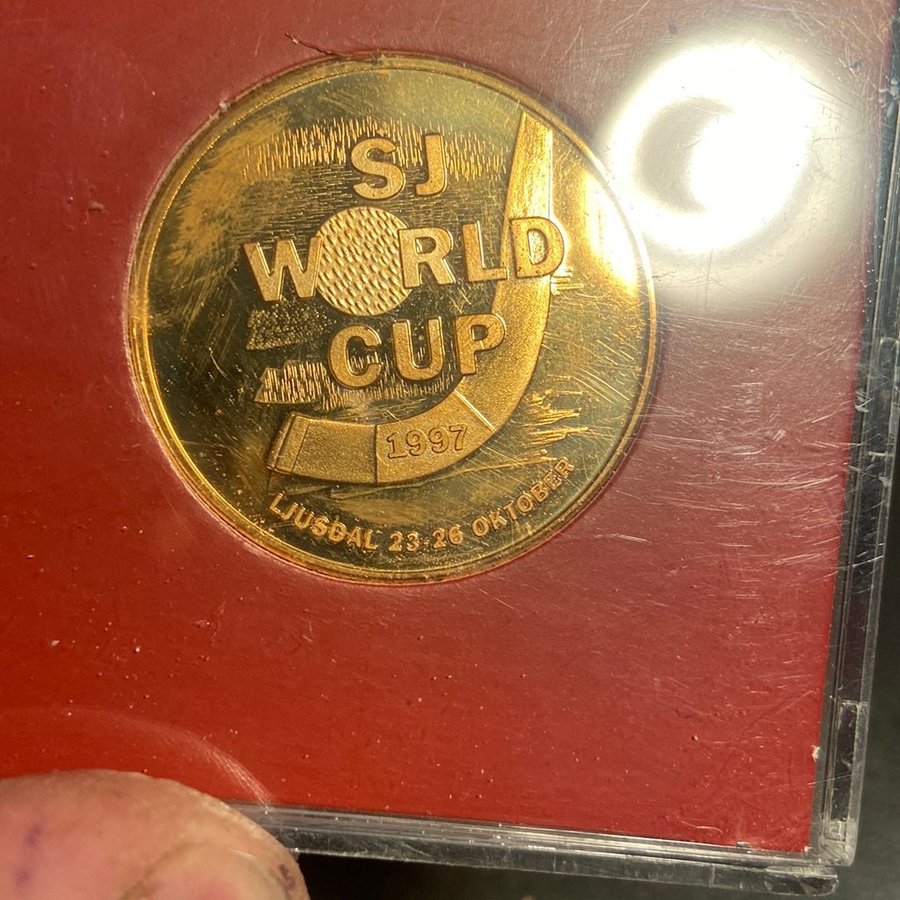 SJ
WORLD
CUP
1997
LJUSDAL 23-26 OKTOBER